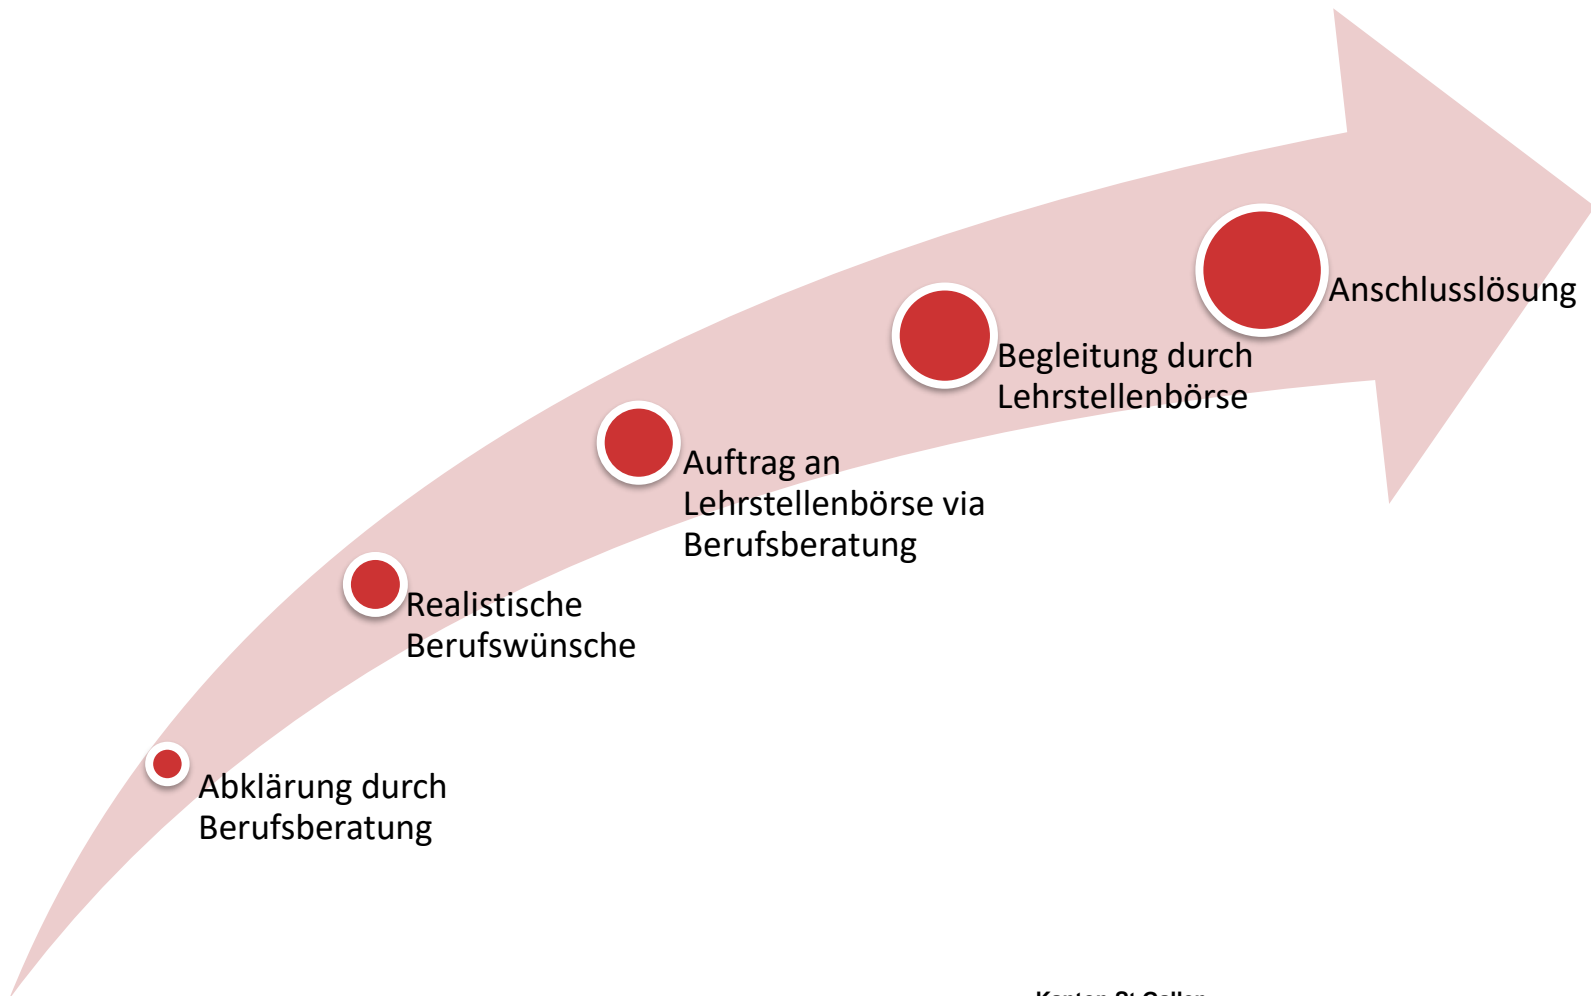 Anschlusslösung
Begleitung durch
Lehrstellenbörse
Auftrag an
Lehrstellenbörse via
Berufsberatung
Realistische
Berufswünsche
Abklärung durch
Berufsberatung